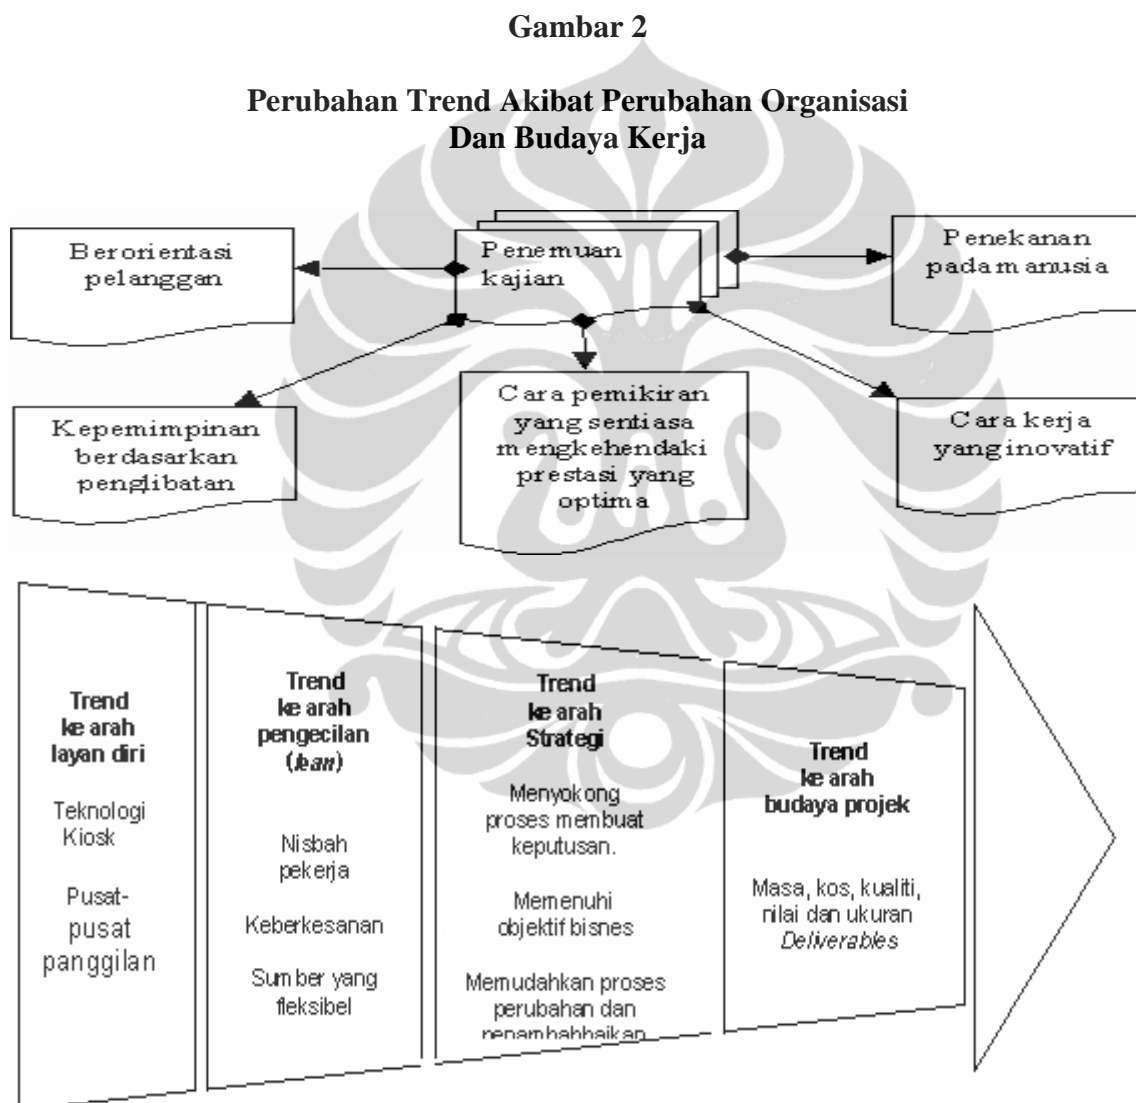 Gambar 2
Perubahan Trend Akibat Perubahan Organisasi
Dan Budaya Kerja
Berorientasi
pelanggan
Penemuan
kajian
Penekanan
pada manusia
Kepemimpinan
berdasarkan
penglibatan
Cara pemikiran
yang sentiasa
mengkehendaki
prestasi yang
optima
Cara kerja
yang inovatif
Trend
ke arah
layan diri
Teknologi
Kiosk
Pusat-
pusat
panggilan
Trend
ke arah
pengecilan
(lean)
Nisbah
pekerja
Keberkesanan
Sumber yang
fleksibel
Trend
ke arah
Strategi
Menyokong
proses membuat
keputusan.
Memenuhi
objektif bisnes
Memudahkan proses
perubahan dan
penambahbaikan
Trend
ke arah
budaya projek
Masa, kos, kualiti,
nilai dan ukuran
Deliverables